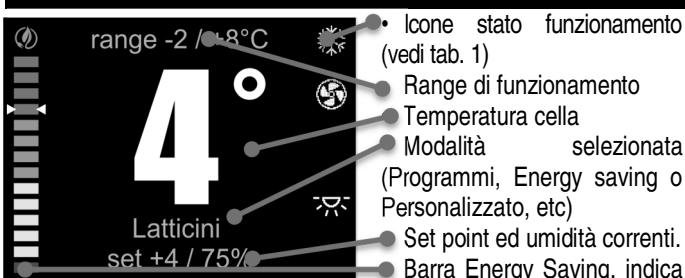 range -2 / +8°C
4°
Latticini
set +4 / 75%
• Icone stato funzionamento
(vedi tab. 1)
Range di funzionamento
Temperatura cella
Modalità selezionata
(Programmi, Energy saving o
Personalizzato, etc)
Set point ed umidità correnti.
Barra Energy Saving, indica